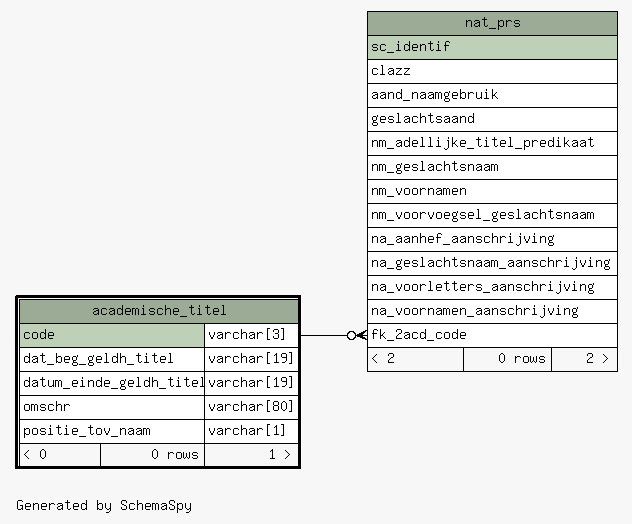 nat_prs
sc_identif
clazz
aand_naamgebruik
geslachtsaand
nm_adellijke_titel_predikaat
nm_geslachtsnaam
nm_voornamen
nm_voorvoegsel_geslachtsnaam
na_aanhef_aanschrijving
na_geslachtsnaam_aanschrijving
na_voorletters_aanschrijving
na_voornamen_aanschrijving
fk_2acd_code
< 2 0 rows 2 >
academische_titel
code varchar[3]
dat_beg_geldh_titel varchar[19]
datum_einde_geldh_titel varchar[19]
omschr varchar[80]
positie_tov_naam varchar[1]
< 0 0 rows 1 >
Generated by SchemaSpy